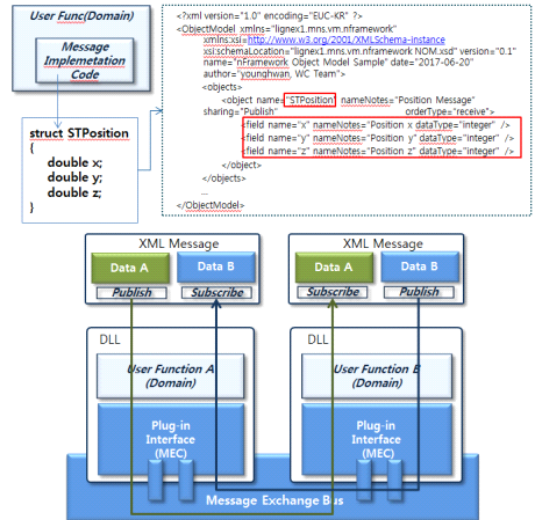 User Func(Domain)
Message
Implemetation
Code
struct STPosition
{
double x;
double y;
double z;
}
<?xml version="1.0" encoding="EUC-KR" ?>
<ObjectModel xmlns="lignex1.mns.vm.nframework"
xmlns:xsi=http://www.w3.org/2001/XMLSchema-instance
xsi:schemaLocation="lignex1.mns.vm.nframework NOM.xsd" version="0.1"
name="nFramework Object Model Sample" date="2017-06-20"
author="younghwan, WC Team">
<objects>
<object name="STPosition" nameNotes="Position Message"
sharing="Publish" orderType="receive">
<field name="x" nameNotes="Position x dataType="integer" />
<field name="y" nameNotes="Position y" dataType="integer" />
<field name="z" nameNotes="Position z" dataType="integer" />
</object>
</objects>
...
</ObjectModel>
XML Message
Data A
Data B
Publish
Subscribe
XML Message
Data A
Data B
Subscribe
Publish
DLL
User Function A
(Domain)
Plug-in
Interface
(MEC)
DLL
User Function B
(Domain)
Plug-in
Interface
(MEC)
Message Exchange Bus